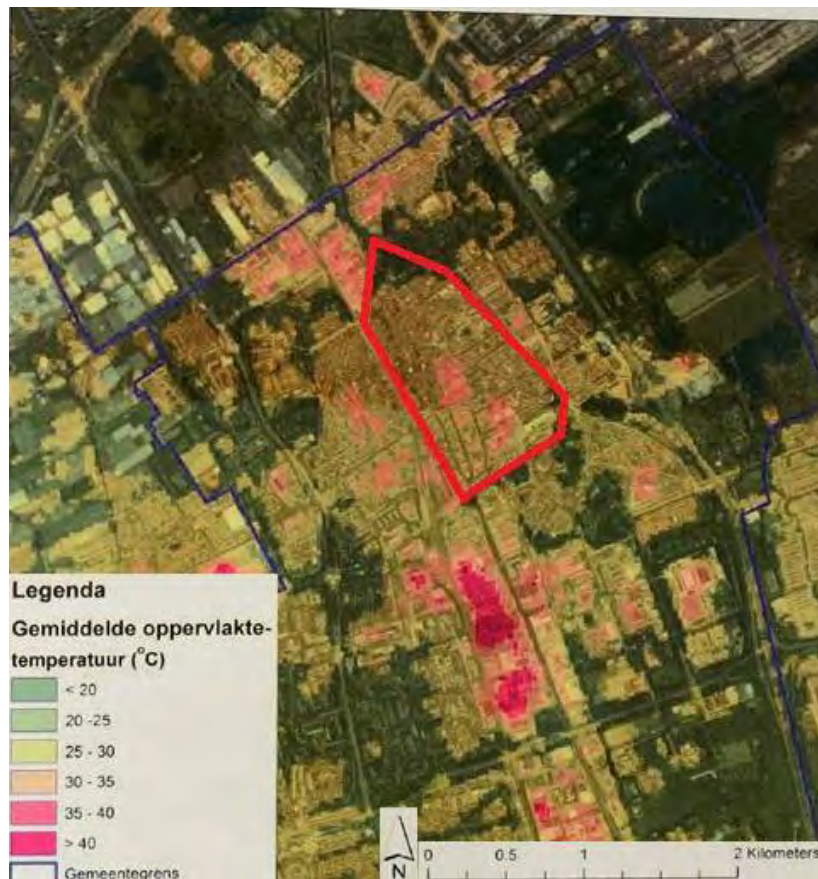 Legenda
Gemiddelde oppervlakte-
temperatuur (°C)
< 20
20 -25
25 - 30
30 - 35
35 - 40
> 40
Gemeentegrens
N
0 0.5 1 2 Kilometers